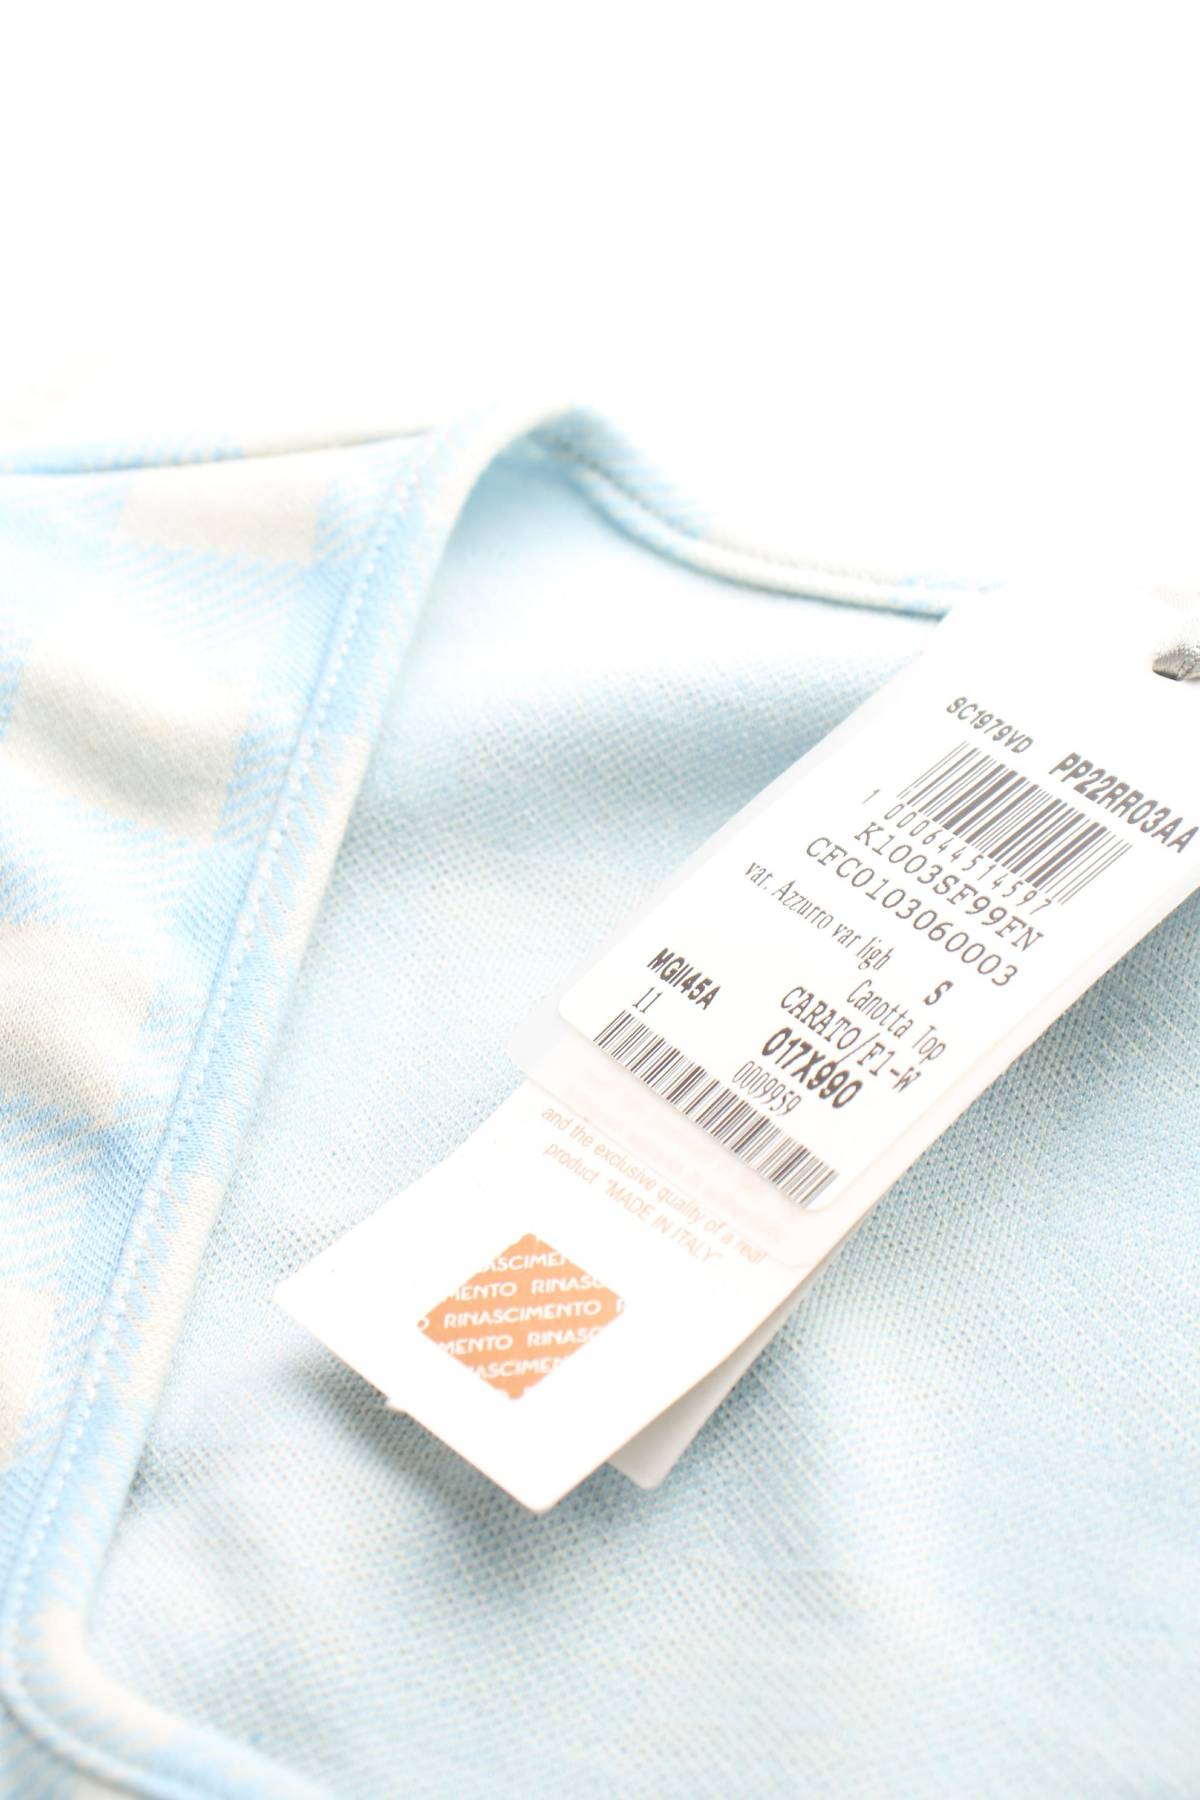 SC1979VD PP22RR03AA
1 000644514597
K1003SF99FN
CFC0103060003
var. Azzurro var ligh S
Canotta Top
MGI145A CARATO/F1-W
11 017X990
0009959
and the exclusive quality of a real
product "MADE IN ITALY"
RINASCIMENTO